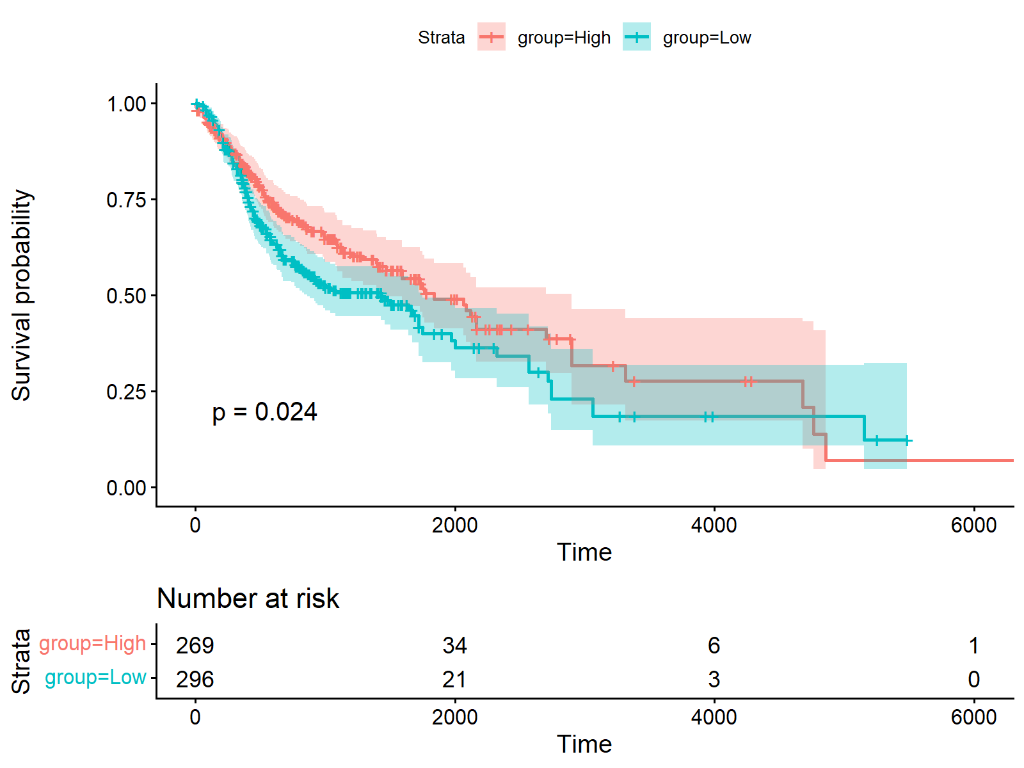 Strata group=High group=Low
Survival probability
1.00
0.75
0.50
0.25
0.00
p = 0.024
0 2000 4000 6000
Time
Number at risk
Strata
group=High 269 34 6 1
group=Low 296 21 3 0
0 2000 4000 6000
Time